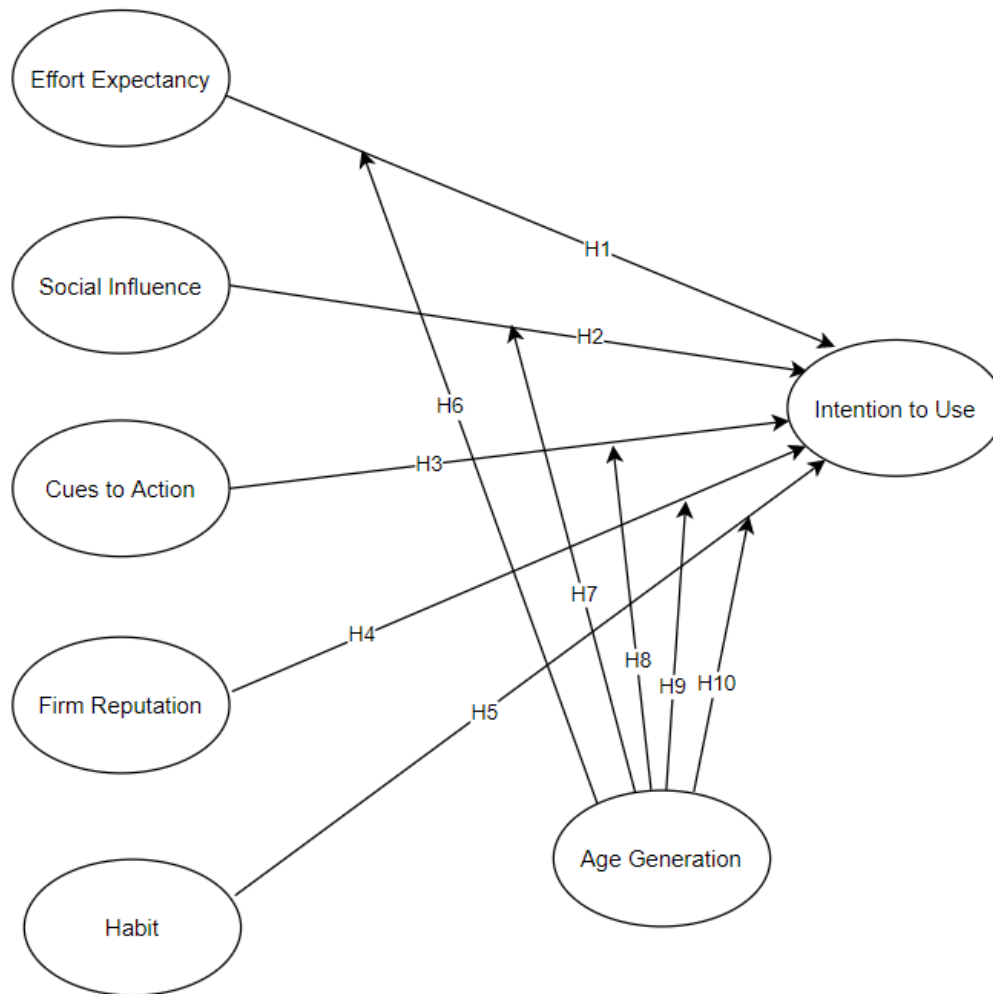 Effort Expectancy
H1
Social Influence
H2
Intention to Use
H6
Cues to Action
H3
H7
H4
H8
H9
H10
Firm Reputation
H5
Age Generation
Habit